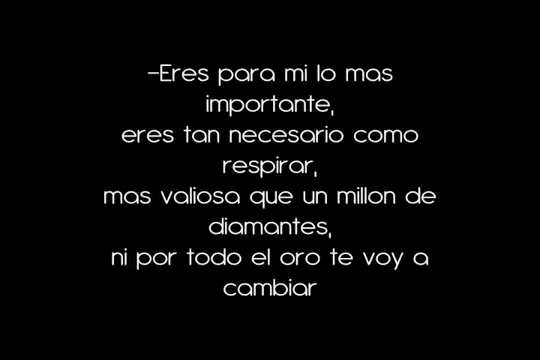 -Eres para mi lo mas
importante,
eres tan necesario como
respirar,
mas valiosa que un millon de
diamantes,
ni por todo el oro te voy a
cambiar